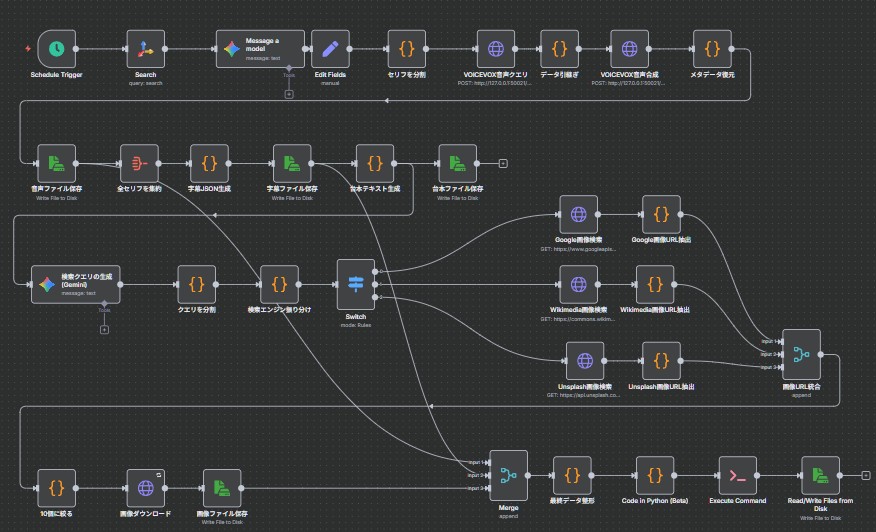 Message a
model
message: text
Schedule Trigger
Search
query: search
Tools
Edit Fields
manual
セリフを分割
VOICEVOX音声クエリ
POST: http://127.0.0.1:50021/...
データ引継ぎ
VOICEVOX音声合成
POST: http://127.0.0.1:50021/...
メタデータ復元
音声ファイル保存
Write File to Disk
全セリフを集約
字幕JSON生成
字幕ファイル保存
Write File to Disk
台本テキスト生成
台本ファイル保存
Write File to Disk
Google画像検索
GET: https://www.googleapis...
Google画像URL抽出
検索クエリの生成
(Gemini)
message: text
Tools
クエリを分割
検索エンジン振り分け
Switch
mode: Rules
Wikimedia画像検索
GET: https://commons.wikim...
Wikimedia画像URL抽出
Unsplash画像検索
GET: https://api.unsplash.co...
Unsplash画像URL抽出
Input 1
Input 2
Input 3
画像URL統合
append
10個に絞る
画像ダウンロード
画像ファイル保存
Write File to Disk
Input 1
Input 2
Input 3
Merge
append
最終データ整形
Code in Python (Beta)
Execute Command
Read/Write Files from
Disk
Write File to Disk